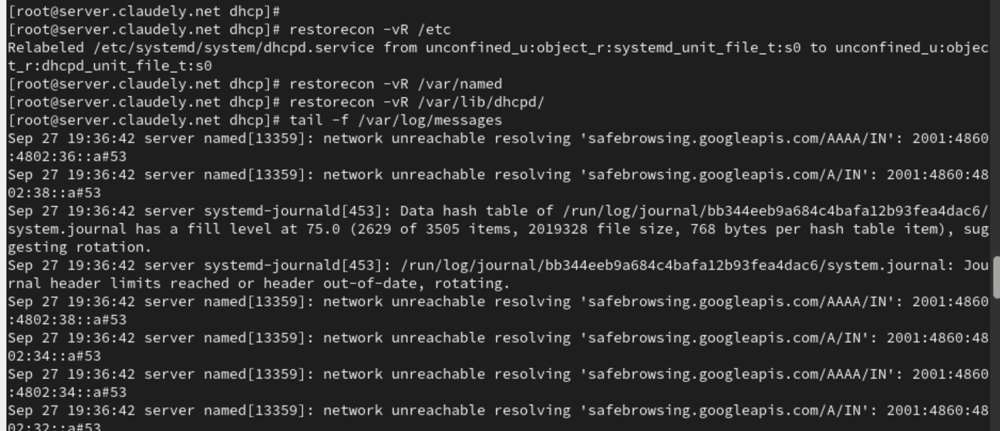 [root@server.claudely.net dhcp]#
[root@server.claudely.net dhcp]# restorecon -vR /etc
Relabeled /etc/systemd/system/dhcpd.service from unconfined_u:object_r:systemd_unit_file_t:s0 to unconfined_u:objec
t_r:dhcpd_unit_file_t:s0
[root@server.claudely.net dhcp]# restorecon -vR /var/named
[root@server.claudely.net dhcp]# restorecon -vR /var/lib/dhcpd/
[root@server.claudely.net dhcp]# tail -f /var/log/messages
Sep 27 19:36:42 server named[13359]: network unreachable resolving 'safebrowsing.googleapis.com/AAAA/IN': 2001:4860
:4802:36::a#53
Sep 27 19:36:42 server named[13359]: network unreachable resolving 'safebrowsing.googleapis.com/A/IN': 2001:4860:48
02:38::a#53
Sep 27 19:36:42 server systemd-journald[453]: Data hash table of /run/log/journal/bb344eeb9a684c4bafa12b93fea4dac6/
system.journal has a fill level at 75.0 (2629 of 3505 items, 2019328 file size, 768 bytes per hash table item), sug
gesting rotation.
Sep 27 19:36:42 server systemd-journald[453]: /run/log/journal/bb344eeb9a684c4bafa12b93fea4dac6/system.journal: Jou
rnal header limits reached or header out-of-date, rotating.
Sep 27 19:36:42 server named[13359]: network unreachable resolving 'safebrowsing.googleapis.com/AAAA/IN': 2001:4860
:4802:38::a#53
Sep 27 19:36:42 server named[13359]: network unreachable resolving 'safebrowsing.googleapis.com/A/IN': 2001:4860:48
02:34::a#53
Sep 27 19:36:42 server named[13359]: network unreachable resolving 'safebrowsing.googleapis.com/AAAA/IN': 2001:4860
:4802:34::a#53
Sep 27 19:36:42 server named[13359]: network unreachable resolving 'safebrowsing.googleapis.com/A/IN': 2001:4860:48
02:32::a#53